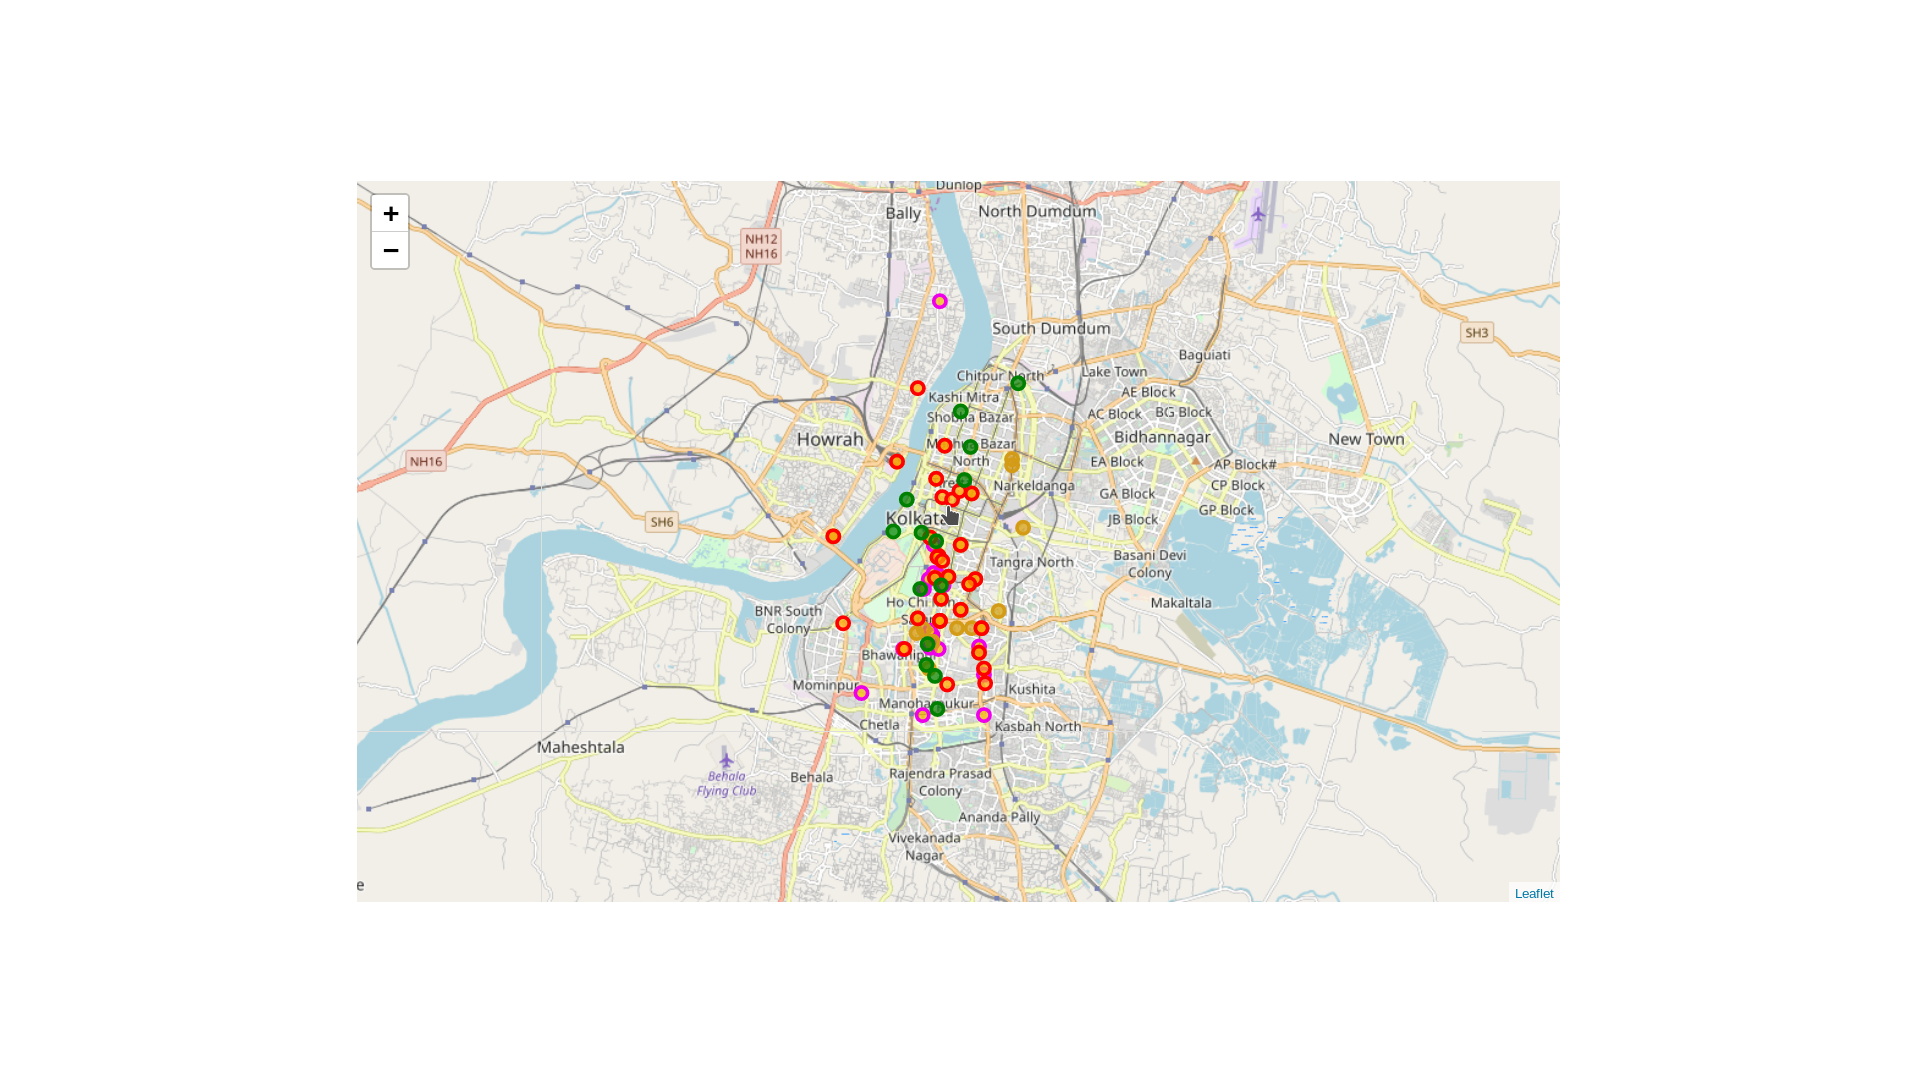 +
−
Dunlop
Bally
North Dumdum
NH12
NH16
South Dumdum
SH3
Baguiati
Chitpur North
Lake Town
AE Block
Kashi Mitra
Shobha Bazar
AC Block
BG Block
Howrah
Bidhannagar
New Town
Bazar
North
NH16
EA Block
AP Block#
Narkeldanga
CP Block
GA Block
GP Block
Kolkata
JB Block
SH6
Basani Devi
Colony
Tangra North
Makaltala
BNR South
Colony
Ho Chi
Bhawanipur
Mominpur
Kushita
Chetla
Kasbah North
Maheshtala
Behala
Flying Club
Behala
Rajendra Prasad
Colony
Ananda Pally
Vivekanada
Nagar
e
Leaflet